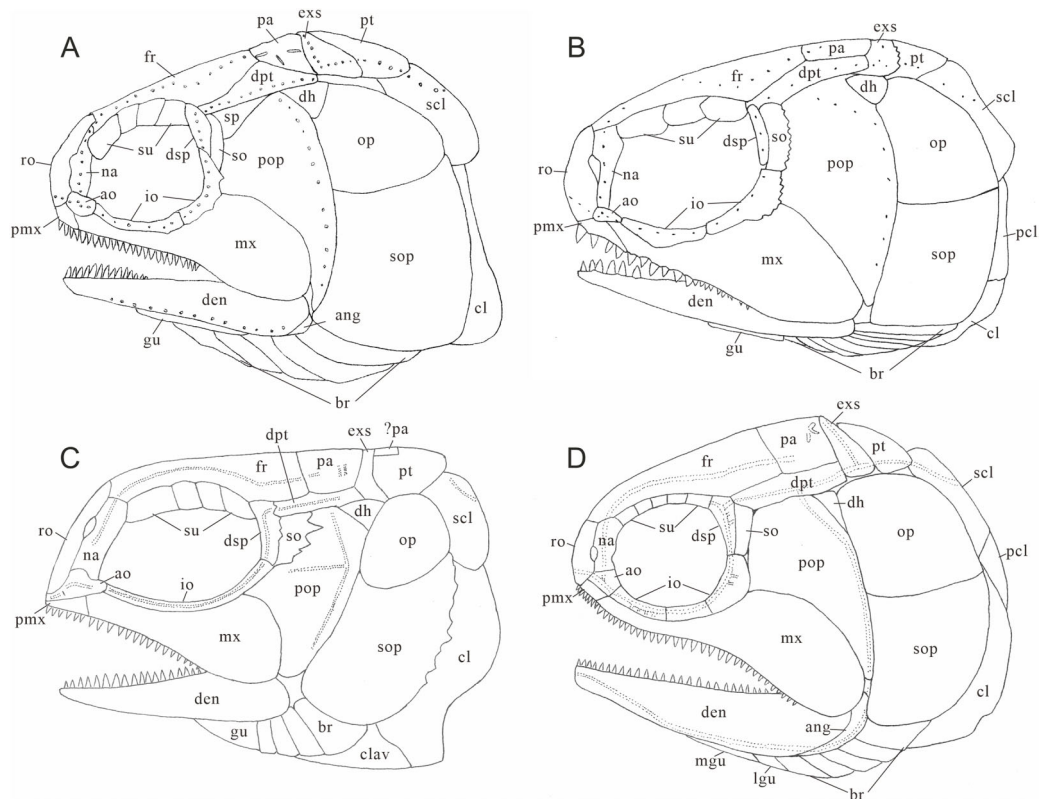 A
exs
pa
pt
fr
dpt
dh
scl
sp
op
su
dsp
so
pop
ro
na
ao
io
pmx
mx
sop
den
ang
cl
gu
br
B
exs
pa
pt
fr
dpt
dh
scl
su
so
op
dsp
pop
ro
na
ao
io
pmx
pcl
mx
sop
den
gu
cl
br
C
dpt
exs
?pa
fr
pa
pt
scl
dh
su
so
op
ro
dsp
na
ao
io
pop
pmx
mx
sop
cl
den
gu
br
clav
D
exs
pa
pt
fr
dpt
scl
dh
su
so
op
ro
na
dsp
pcl
ao
pop
io
pmx
mx
sop
cl
den
ang
mgu
lgu
br